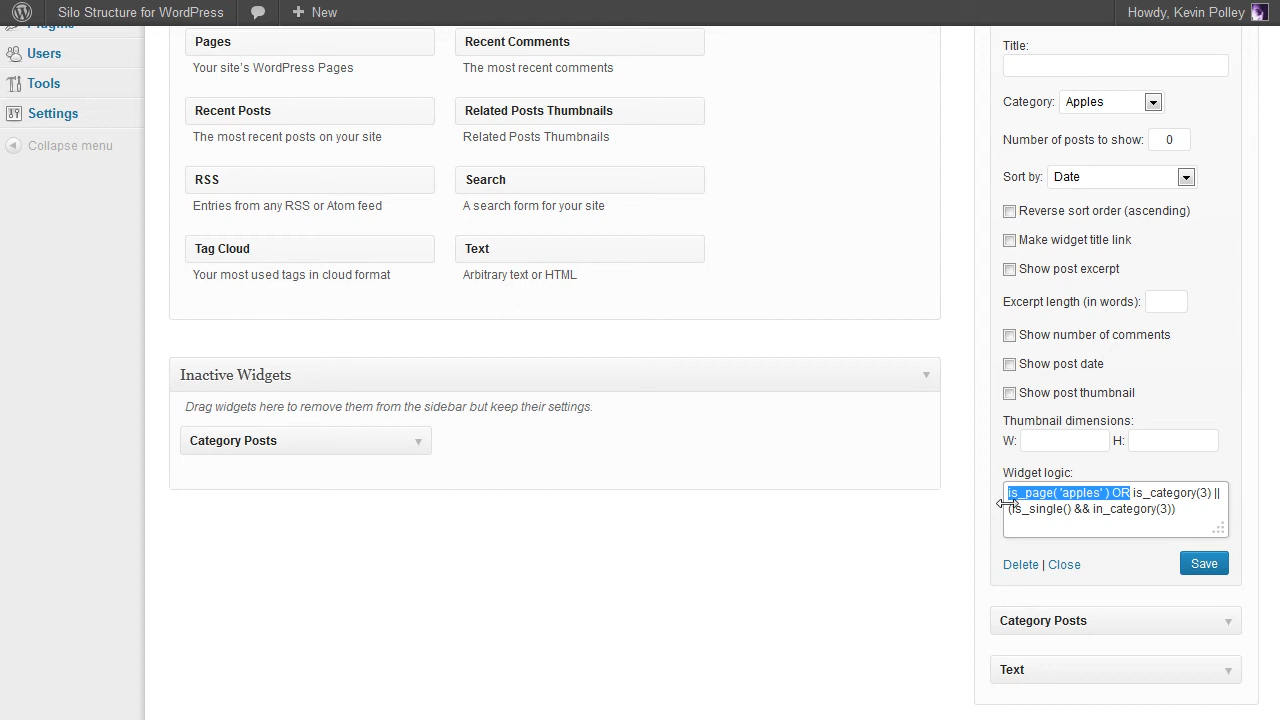 Silo Structure for WordPress
New
Howdy, Kevin Polley
Plugins
Users
Tools
Settings
Collapse menu
Pages
Your site's WordPress Pages
Recent Comments
The most recent comments
Recent Posts
The most recent posts on your site
Related Posts Thumbnails
Related Posts Thumbnails
RSS
Entries from any RSS or Atom feed
Search
A search form for your site
Tag Cloud
Your most used tags in cloud format
Text
Arbitrary text or HTML
Inactive Widgets
Drag widgets here to remove them from the sidebar but keep their settings.
Category Posts
Title:
Category: Apples
Number of posts to show: 0
Sort by: Date
Reverse sort order (ascending)
Make widget title link
Show post excerpt
Excerpt length (in words):
Show number of comments
Show post date
Show post thumbnail
Thumbnail dimensions:
W: H:
Widget logic:
is_page( 'apples' ) OR is_category(3) ||
(is_single() && in_category(3))
Delete | Close
Save
Category Posts
Text